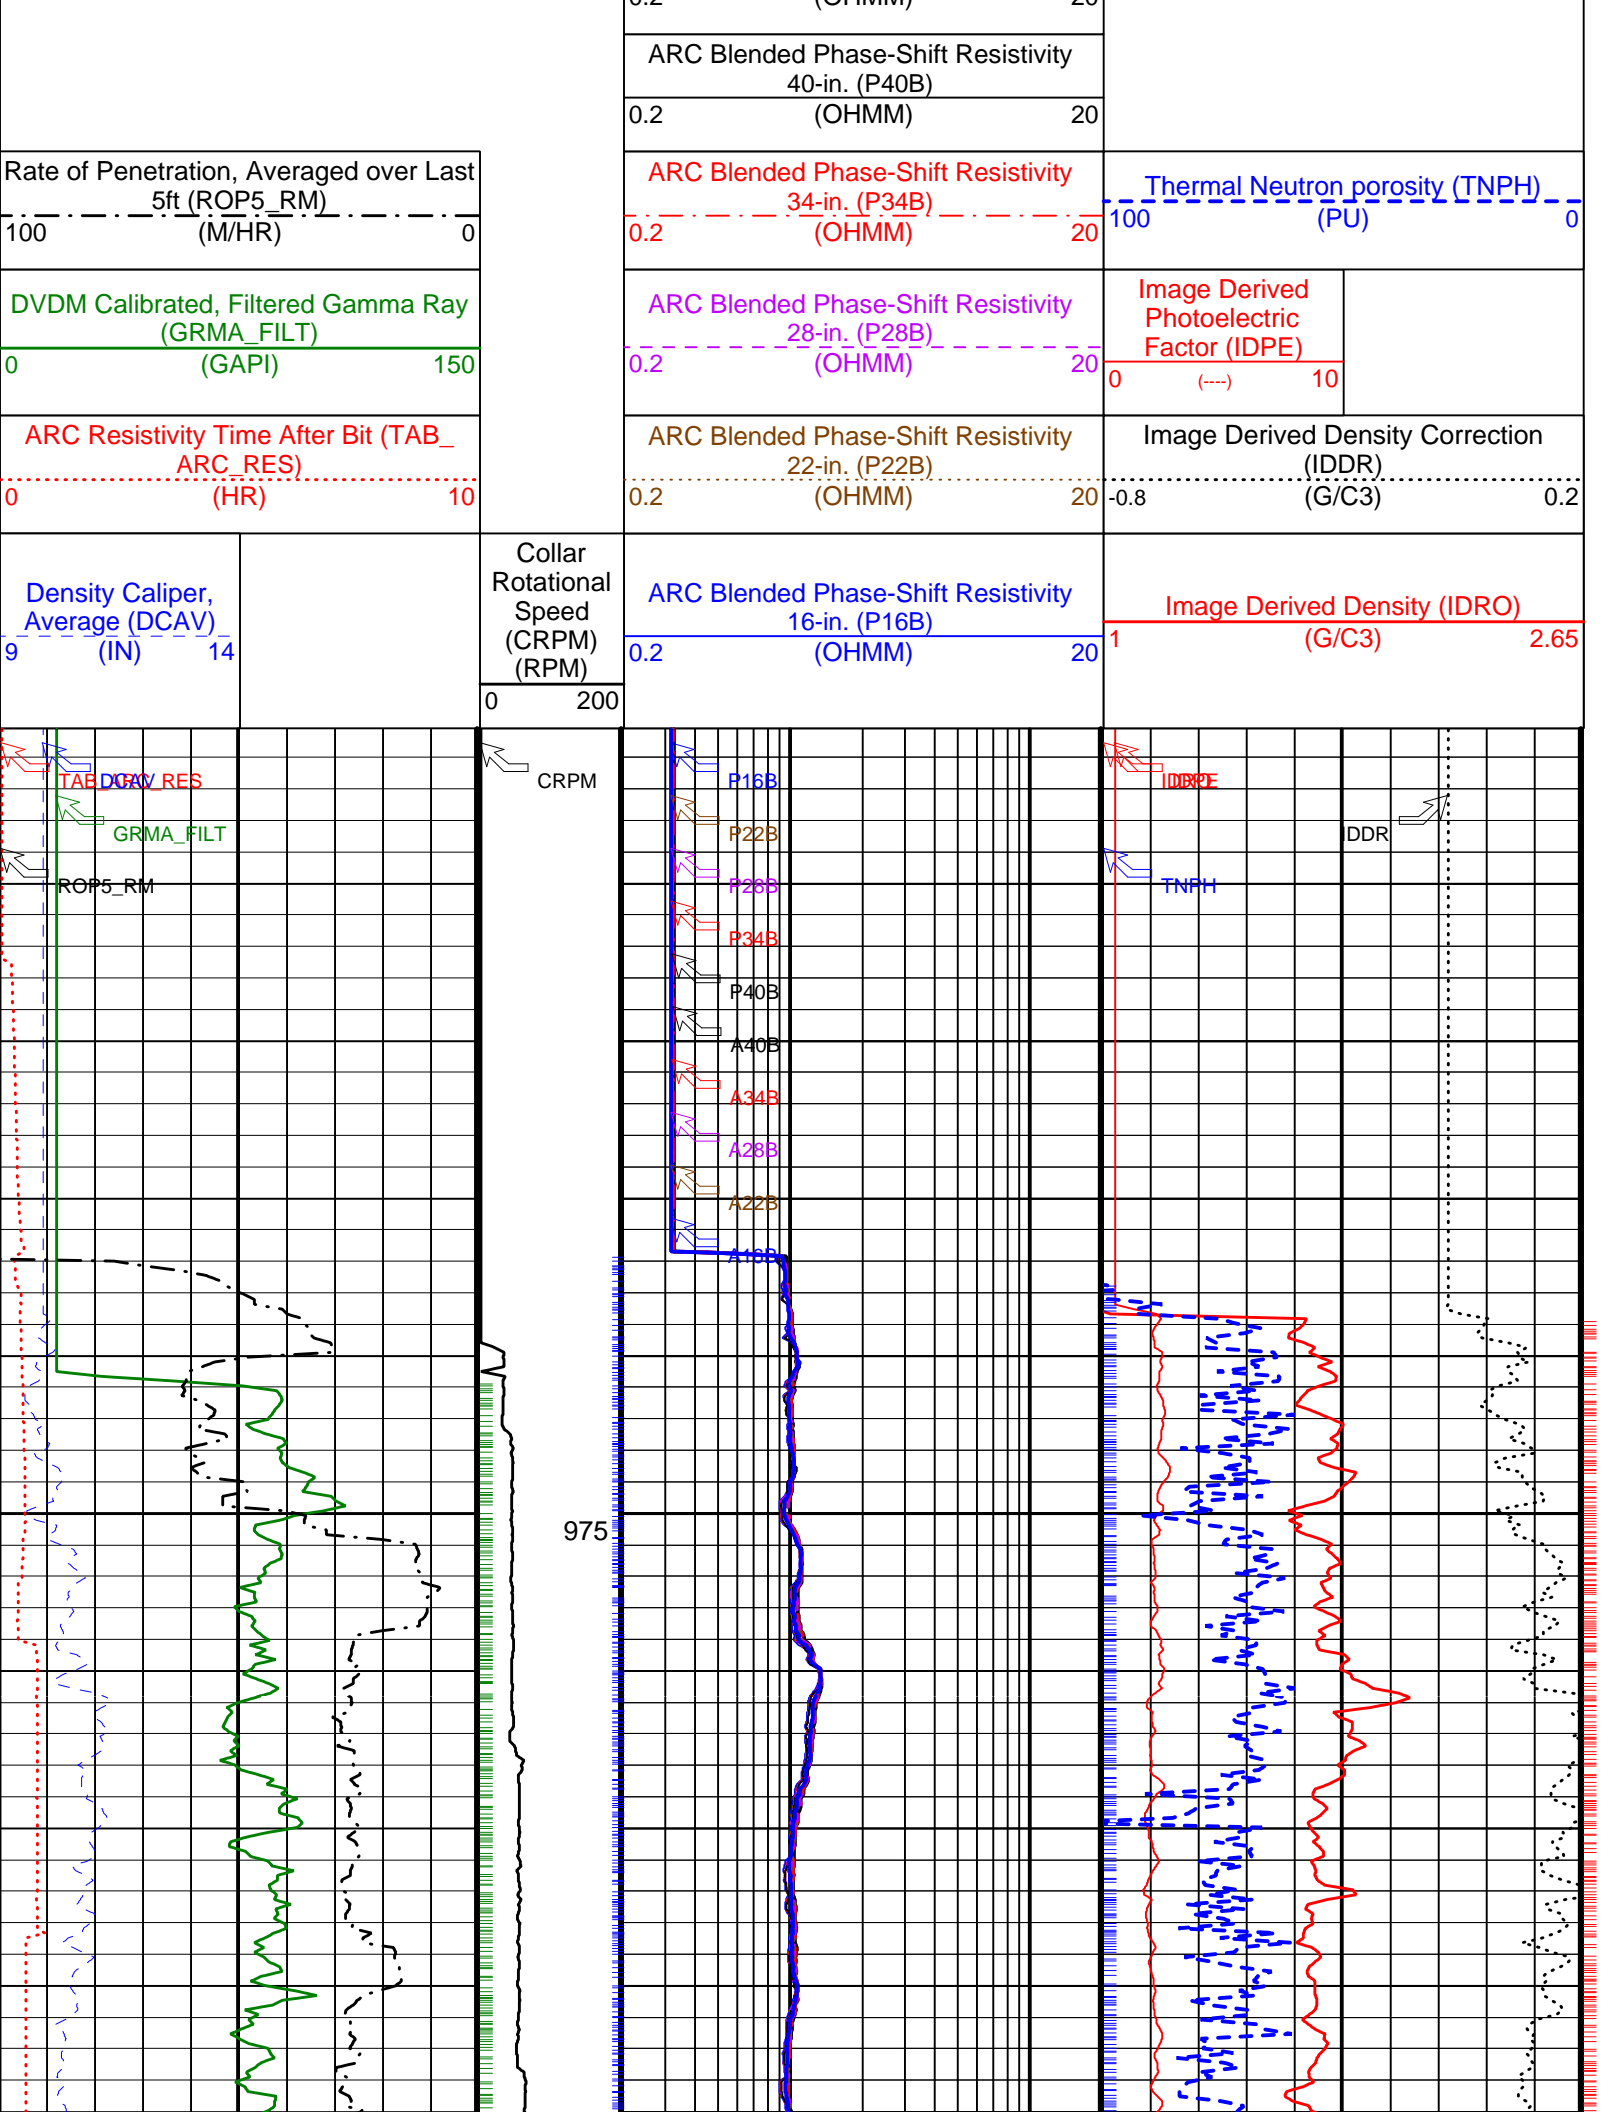 0.2 (OHMM) 20
ARC Blended Phase-Shift Resistivity
40-in. (P40B)
0.2 (OHMM) 20
Rate of Penetration, Averaged over Last
5ft (ROP5_RM)
100 (M/HR) 0
ARC Blended Phase-Shift Resistivity
34-in. (P34B)
0.2 (OHMM) 20
Thermal Neutron porosity (TNPH)
100 (PU) 0
DVDM Calibrated, Filtered Gamma Ray
(GRMA_FILT)
0 (GAPI) 150
ARC Blended Phase-Shift Resistivity
28-in. (P28B)
0.2 (OHMM) 20
Image Derived
Photoelectric
Factor (IDPE)
0 (----) 10
ARC Resistivity Time After Bit (TAB_
ARC_RES)
0 (HR) 10
ARC Blended Phase-Shift Resistivity
22-in. (P22B)
0.2 (OHMM) 20
Image Derived Density Correction
(IDDR)
-0.8 (G/C3) 0.2
Density Caliper,
Average (DCAV)
9 (IN) 14
Collar
Rotational
Speed
(CRPM)
(RPM)
0 200
ARC Blended Phase-Shift Resistivity
16-in. (P16B)
0.2 (OHMM) 20
Image Derived Density (IDRO)
1 (G/C3) 2.65
TAB_ARC_RES
DCAV
CRPM
P16B
GRMA_FILT
P22B
IDDR
ROP5_RM
P28B
TNPH
P34B
P40B
A40B
A34B
A28B
A22B
A16B
975